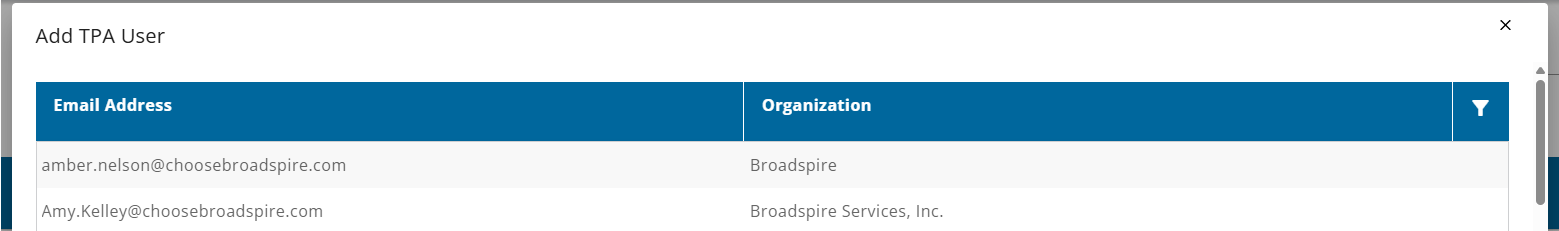 Add TPA User
Email Address Organization
amber.nelson@choosebroadspire.com Broadspire
Amy.Kelley@choosebroadspire.com Broadspire Services, Inc.